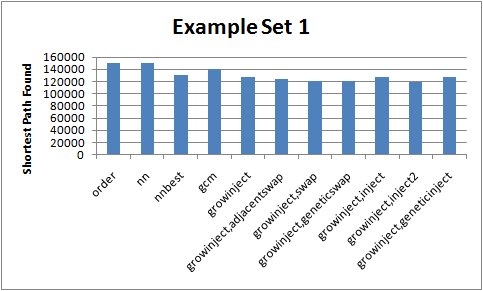 Example Set 1
Shortest Path Found
160000
140000
120000
100000
80000
60000
40000
20000
0
order
nn
nnbest
gcm
growinject
growinject,adjacentswap
growinject,swap
growinject,geneticswap
growinject,inject
growinject,inject2
growinject,geneticinject